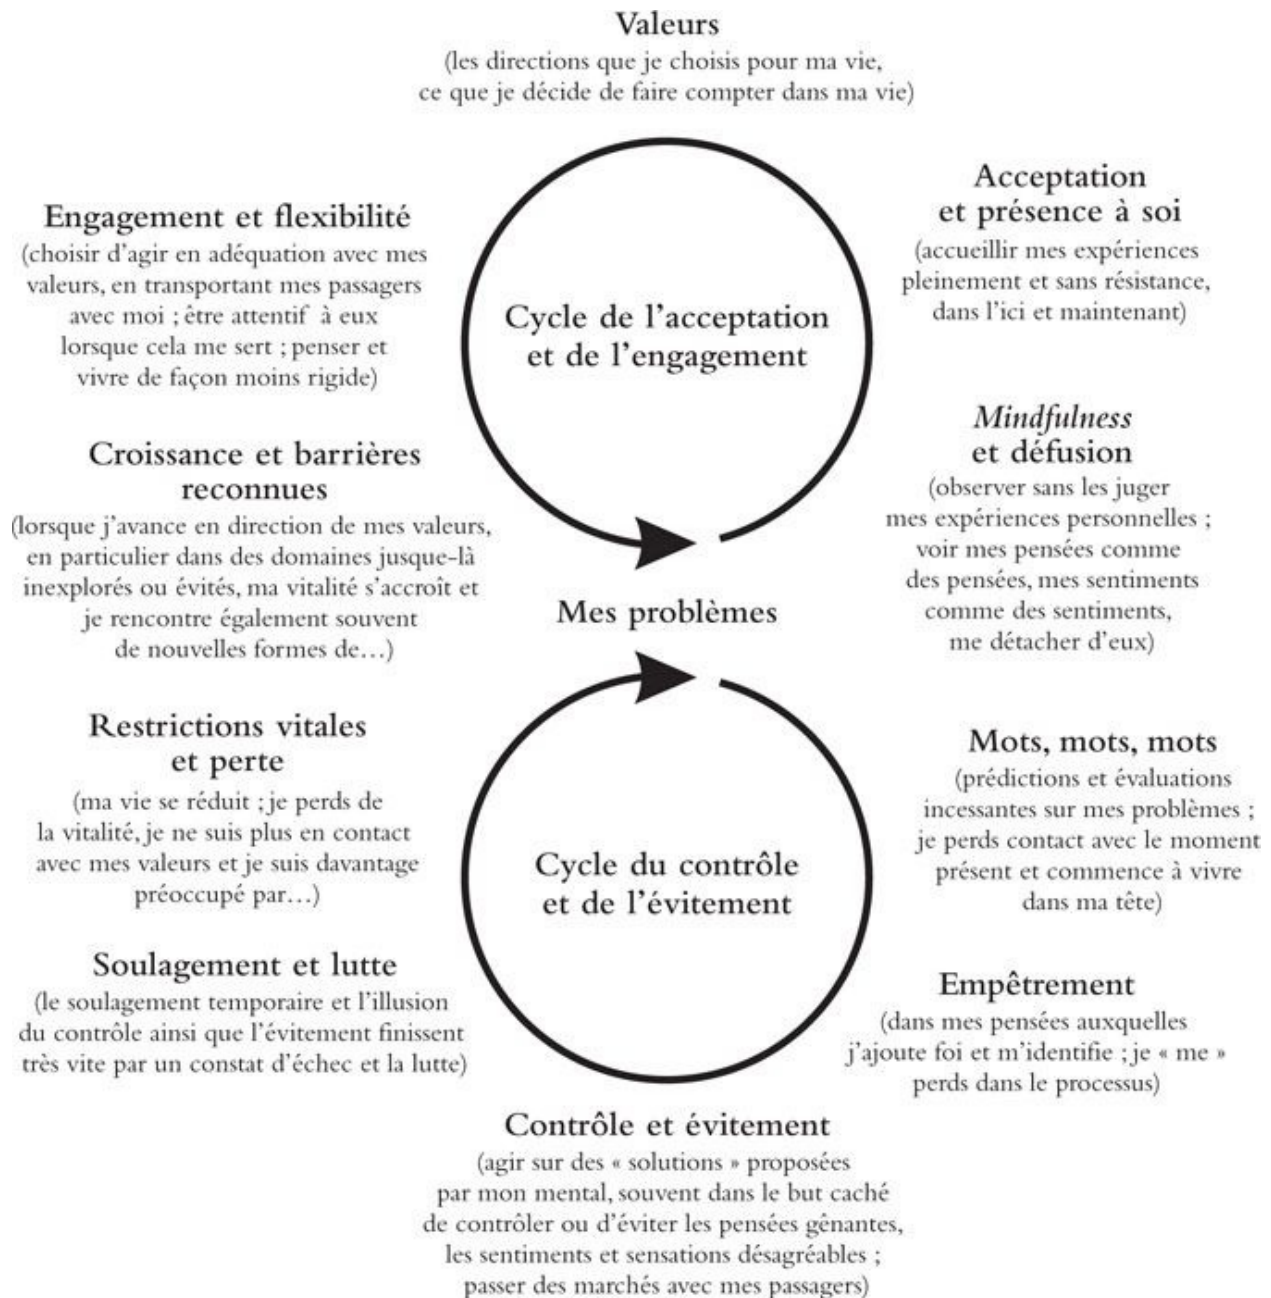 Valeurs
(les directions que je choisis pour ma vie,
ce que je décide de faire compter dans ma vie)
Acceptation
et présence à soi
(accueillir mes expériences
pleinement et sans résistance,
dans l'ici et maintenant)
Engagement et flexibilité
(choisir d'agir en adéquation avec mes
valeurs, en transportant mes passagers
avec moi ; être attentif à eux
lorsque cela me sert ; penser et
vivre de façon moins rigide)
Cycle de l'acceptation
et de l'engagement
Mindfulness
et défusion
(observer sans les juger
mes expériences personnelles ;
voir mes pensées comme
des pensées, mes sentiments
comme des sentiments,
me détacher d'eux)
Croissance et barrières
reconnues
(lorsque j'avance en direction de mes valeurs,
en particulier dans des domaines jusque-là
inexplorés ou évités, ma vitalité s'accroît et
je rencontre également souvent
de nouvelles formes de…)
Mes problèmes
Restrictions vitales
et perte
(ma vie se réduit ; je perds de
la vitalité, je ne suis plus en contact
avec mes valeurs et je suis davantage
préoccupé par…)
Mots, mots, mots
(prédictions et évaluations
incessantes sur mes problèmes ;
je perds contact avec le moment
présent et commence à vivre
dans ma tête)
Cycle du contrôle
et de l'évitement
Soulagement et lutte
(le soulagement temporaire et l'illusion
du contrôle ainsi que l'évitement finissent
très vite par un constat d'échec et la lutte)
Empêtrement
(dans mes pensées auxquelles
j'ajoute foi et m'identifie ; je « me »
perds dans le processus)
Contrôle et évitement
(agir sur des « solutions » proposées
par mon mental, souvent dans le but caché
de contrôler ou d'éviter les pensées gênantes,
les sentiments et sensations désagréables ;
passer des marchés avec mes passagers)